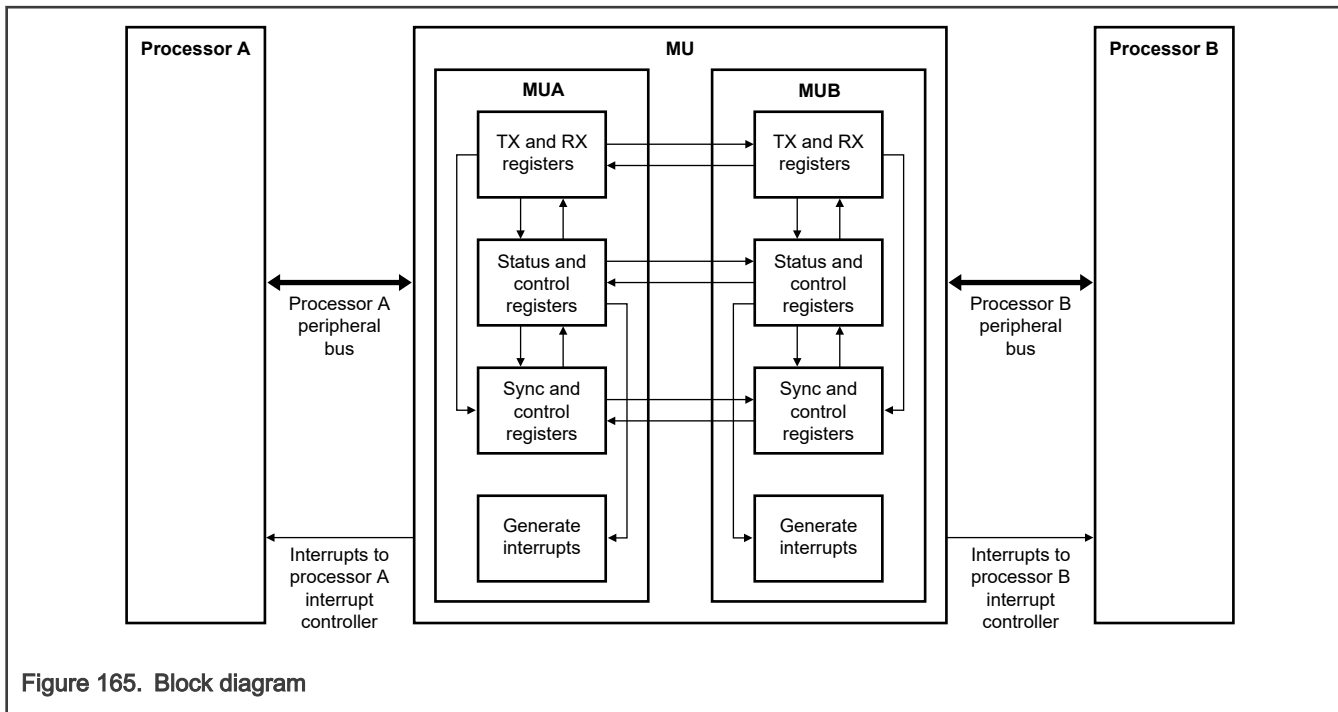 Processor A
MU
Processor B
MUA
MUB
TX and RX
registers
TX and RX
registers
Status and
control
registers
Status and
control
registers
Processor A
peripheral
bus
Processor B
peripheral
bus
Sync and
control
registers
Sync and
control
registers
Generate
interrupts
Generate
interrupts
Interrupts to
processor A
interrupt
controller
Interrupts to
processor B
interrupt
controller
Figure 165. Block diagram